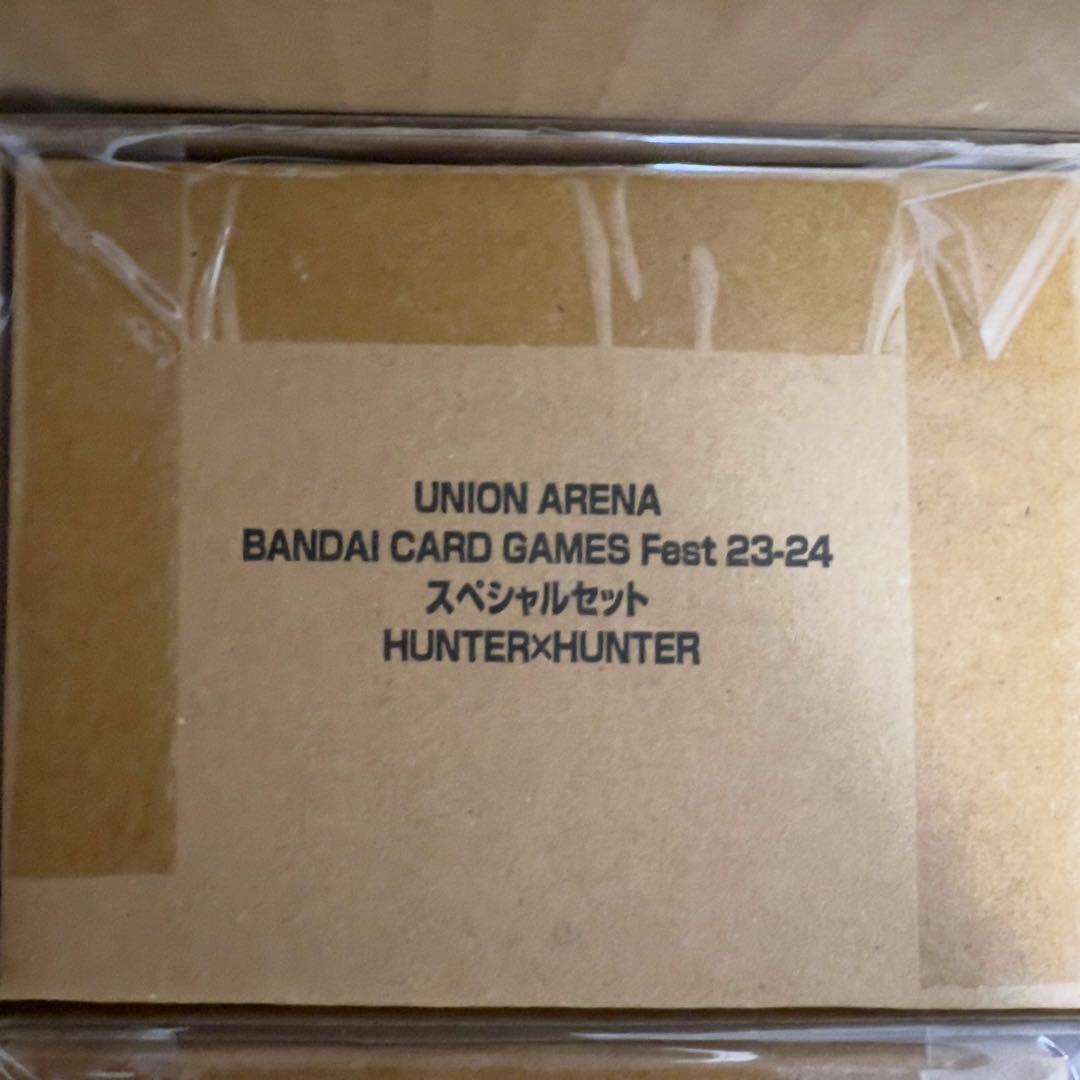 UNION ARENA
BANDAI CARD GAMES Fest 23-24
スペシャルセット
HUNTER×HUNTER